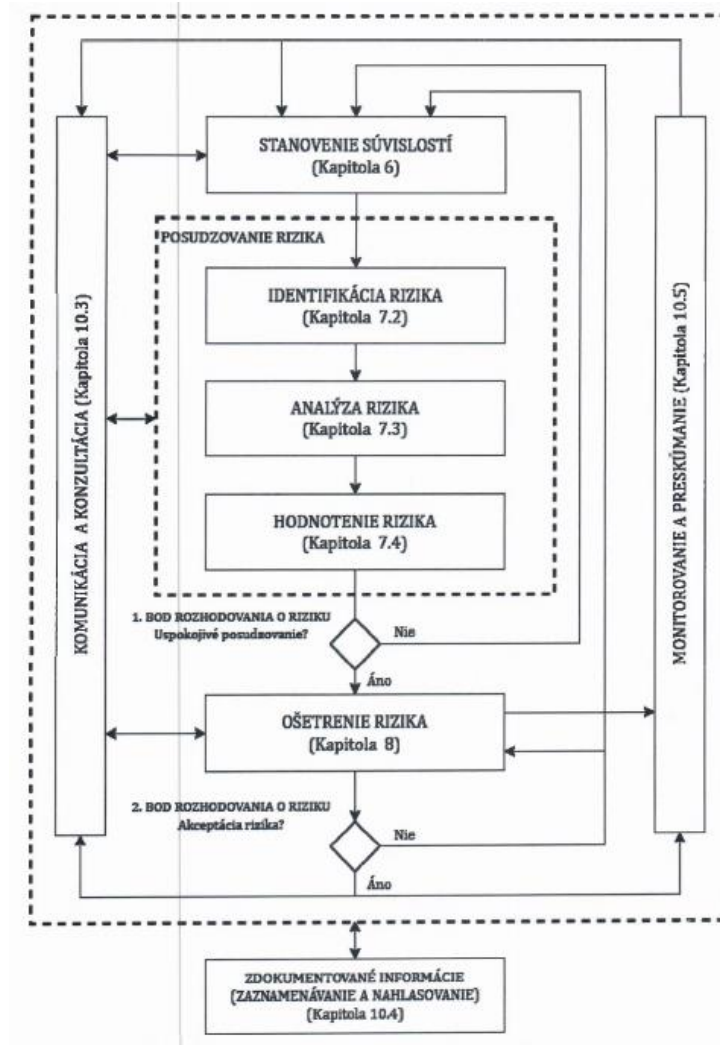 STANOVENIE SÚVISLOSTÍ
(Kapitola 6)
POSUDZOVANIE RIZIKA
IDENTIFIKÁCIA RIZIKA
(Kapitola 7.2)
ANALÝZA RIZIKA
(Kapitola 7.3)
HODNOTENIE RIZIKA
(Kapitola 7.4)
1. BOD ROZHODOVANIA O RIZIKU
Uspokojivé posudzovanie?
Nie
Áno
OŠETRENIE RIZIKA
(Kapitola 8)
2. BOD ROZHODOVANIA O RIZIKU
Akceptácia rizika?
Nie
Áno
KOMUNIKÁCIA A KONZULTÁCIA (Kapitola 10.3)
MONITOROVANIE A PRESKÚMANIE (Kapitola 10.5)
ZDOKUMENTOVANÉ INFORMÁCIE
(ZAZNAMENÁVANIE A NAHLASOVANIE)
(Kapitola 10.4)